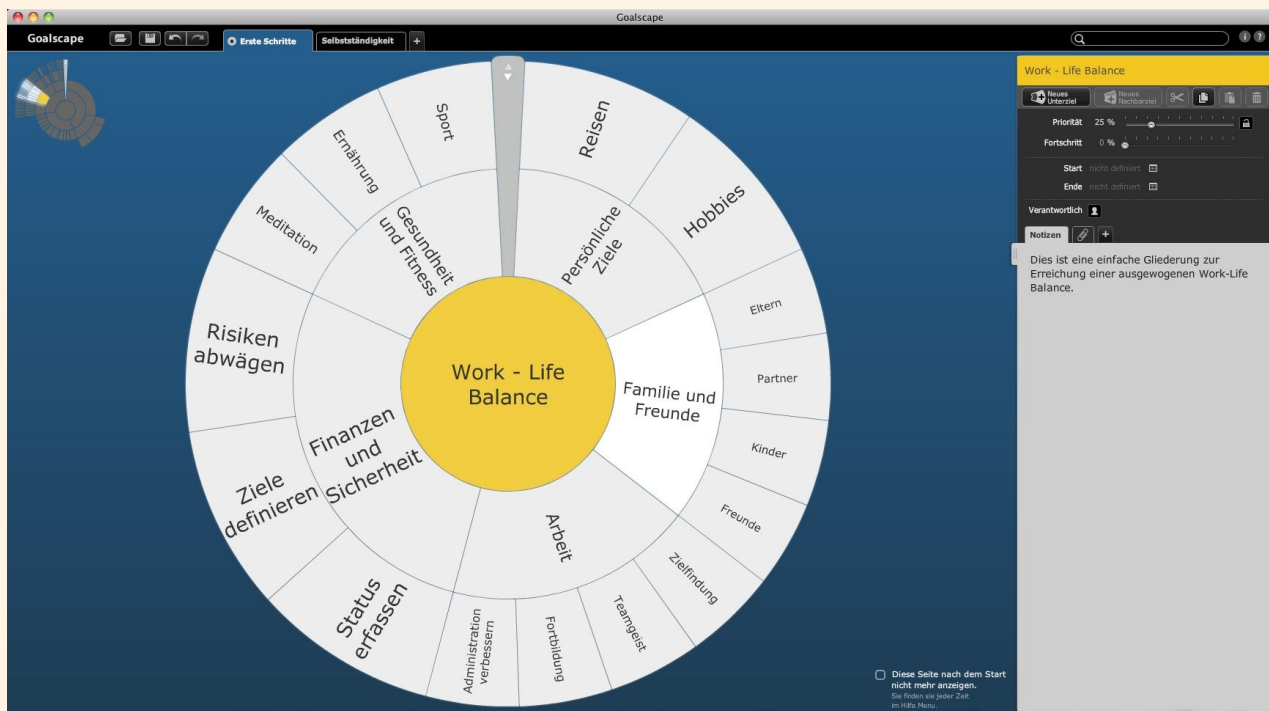 Goalscape
Goalscape
Erste Schritte
Selbstständigkeit
+
Work - Life
Balance
Persönliche
Ziele
Reisen
Hobbies
Familie und
Freunde
Eltern
Partner
Kinder
Freunde
Arbeit
Zielfindung
Teamgeist
Fortbildung
Administration
verbessern
Finanzen
und
Sicherheit
Status
erfassen
Ziele
definieren
Risiken
abwägen
Gesundheit
und Fitness
Meditation
Ernährung
Sport
Diese Seite nach dem Start
nicht mehr anzeigen.
Sie finden sie jeder Zeit
im Hilfe Menu.
Work - Life Balance
Neues
Unterziel
Neues
Nachbarziel
Priorität 25 %
Fortschritt 0 %
Start nicht definiert
Ende nicht definiert
Verantwortlich
Notizen +
Dies ist eine einfache Gliederung zur
Erreichung einer ausgewogenen Work-Life
Balance.